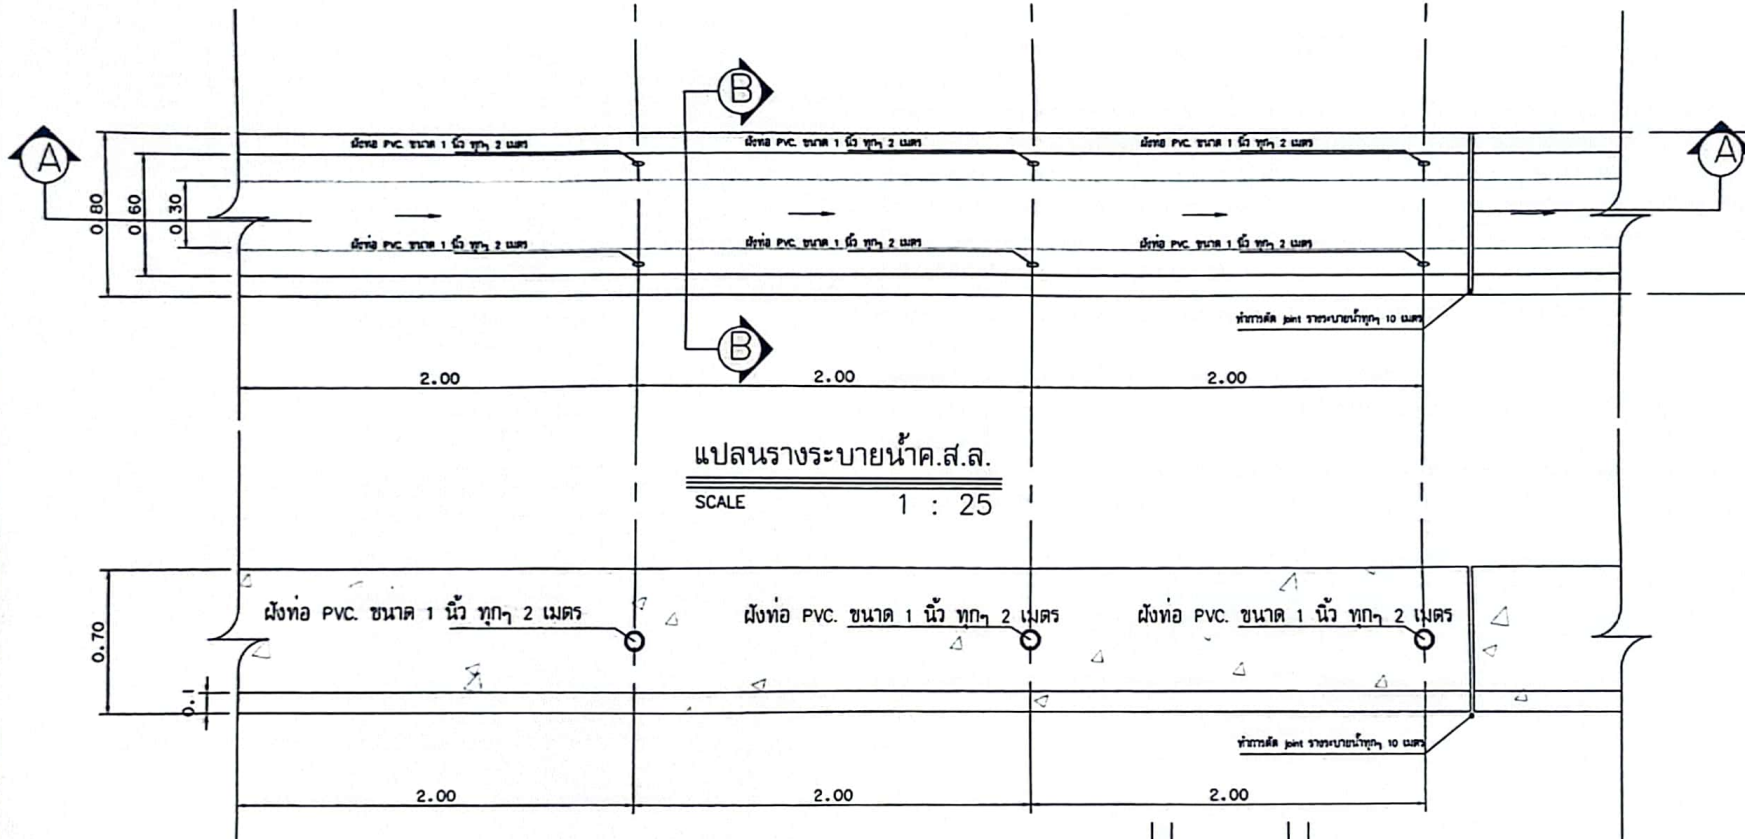 B
ฝังท่อ PVC. ขนาด 1 นิ้ว ทุกๆ 2 เมตร ฝังท่อ PVC. ขนาด 1 นิ้ว ทุกๆ 2 เมตร ฝังท่อ PVC. ขนาด 1 นิ้ว ทุกๆ 2 เมตร
A A
0.80 0.60 0.30
ฝังท่อ PVC. ขนาด 1 นิ้ว ทุกๆ 2 เมตร ฝังท่อ PVC. ขนาด 1 นิ้ว ทุกๆ 2 เมตร ฝังท่อ PVC. ขนาด 1 นิ้ว ทุกๆ 2 เมตร
ทำการตัด joint รางระบายน้ำทุกๆ 10 เมตร
B
2.00 2.00 2.00
แปลนรางระบายน้ำค.ส.ล.
SCALE 1 : 25
ฝังท่อ PVC. ขนาด 1 นิ้ว ทุกๆ 2 เมตร ฝังท่อ PVC. ขนาด 1 นิ้ว ทุกๆ 2 เมตร ฝังท่อ PVC. ขนาด 1 นิ้ว ทุกๆ 2 เมตร
0.70
0.1
ทำการตัด joint รางระบายน้ำทุกๆ 10 เมตร
2.00 2.00 2.00